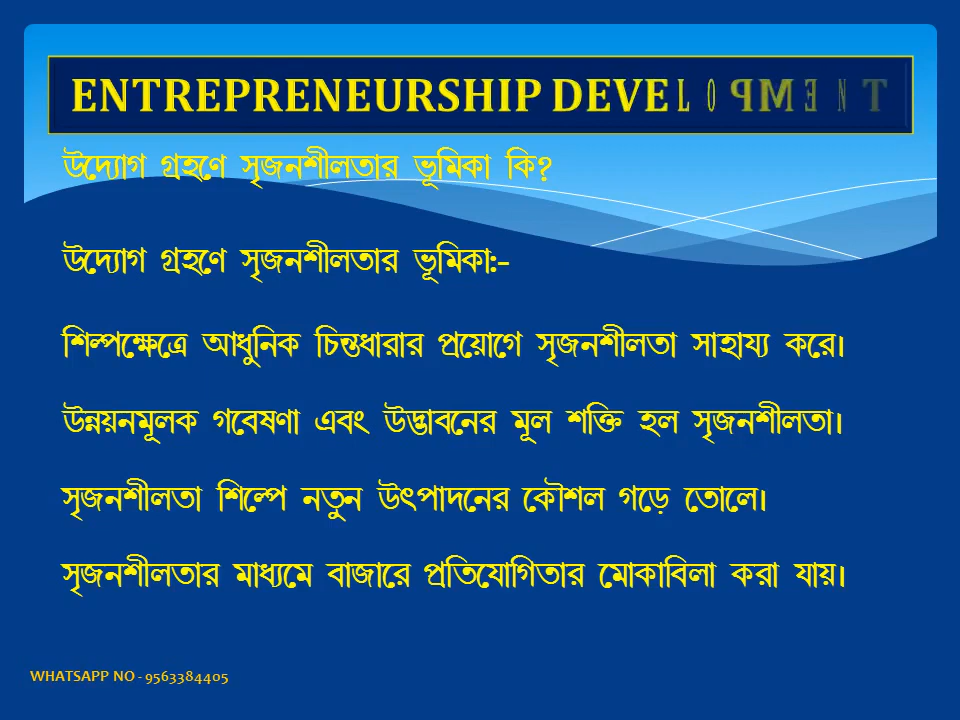 ENTREPRENEURSHIP DEVELOPMENT
উদ্যোগ গ্রহণে সৃজনশীলতার ভূমিকা কি?
উদ্যোগ গ্রহণে সৃজনশীলতার ভূমিকা:-
শিল্পক্ষেত্রে আধুনিক চিন্তধারার প্রয়োগে সৃজনশীলতা সাহায্য করে।
উন্নয়নমূলক গবেষণা এবং উদ্ভাবনের মূল শক্তি হল সৃজনশীলতা।
সৃজনশীলতা শিল্পে নতুন উৎপাদনের কৌশল গড়ে তোলে।
সৃজনশীলতার মাধ্যমে বাজারে প্রতিযোগিতার মোকাবিলা করা যায়।
WHATSAPP NO - 9563384405